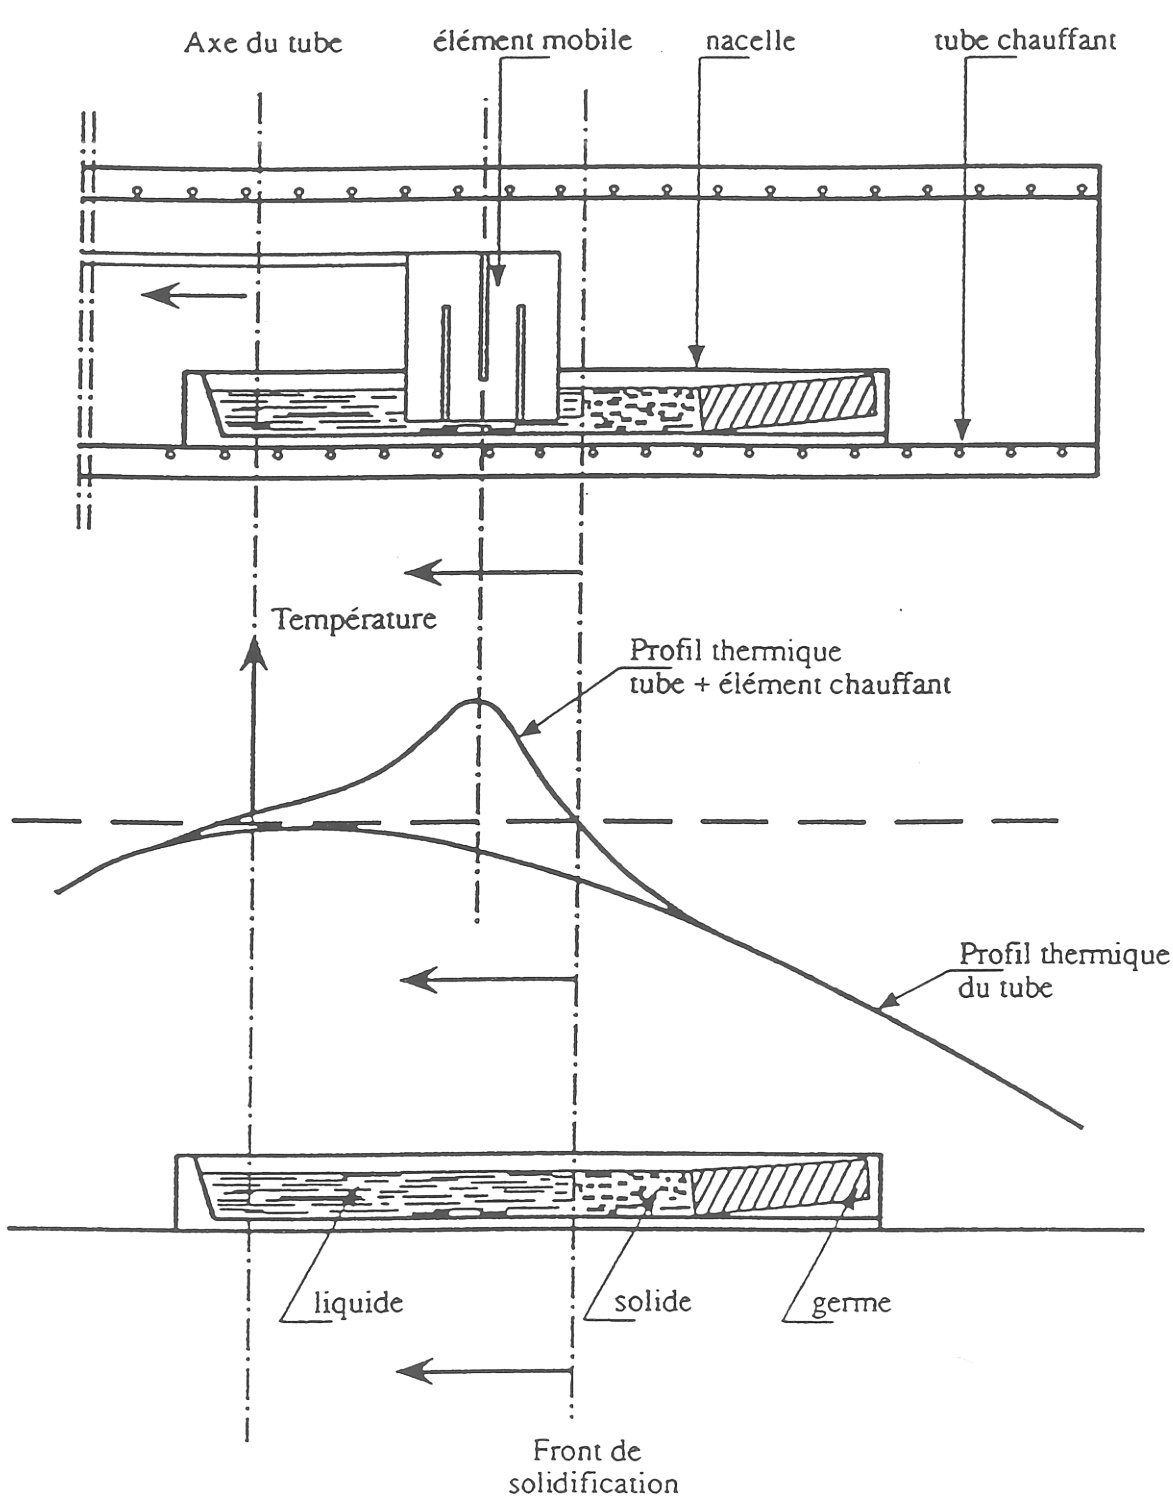 Axe du tube
élément mobile
nacelle
tube chauffant
Température
Profil thermique
tube + élément chauffant
Profil thermique
du tube
liquide
solide
germe
Front de
solidification